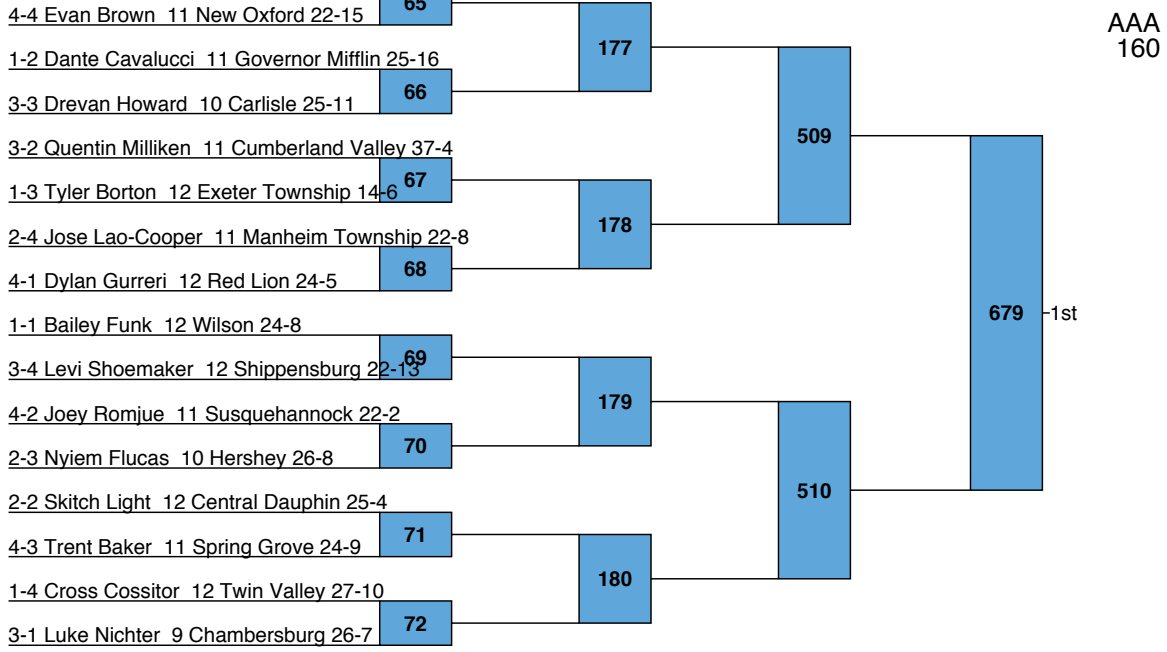 65
4-4 Evan Brown 11 New Oxford 22-15
AAA
160
177
1-2 Dante Cavalucci 11 Governor Mifflin 25-16
66
3-3 Drevan Howard 10 Carlisle 25-11
509
3-2 Quentin Milliken 11 Cumberland Valley 37-4
67
1-3 Tyler Borton 12 Exeter Township 14-6
178
2-4 Jose Lao-Cooper 11 Manheim Township 22-8
68
4-1 Dylan Gurreri 12 Red Lion 24-5
679
1st
1-1 Bailey Funk 12 Wilson 24-8
69
3-4 Levi Shoemaker 12 Shippensburg 22-13
179
4-2 Joey Romjue 11 Susquehannock 22-2
70
2-3 Nyiem Flucas 10 Hershey 26-8
510
2-2 Skitch Light 12 Central Dauphin 25-4
71
4-3 Trent Baker 11 Spring Grove 24-9
180
1-4 Cross Cossitor 12 Twin Valley 27-10
72
3-1 Luke Nichter 9 Chambersburg 26-7